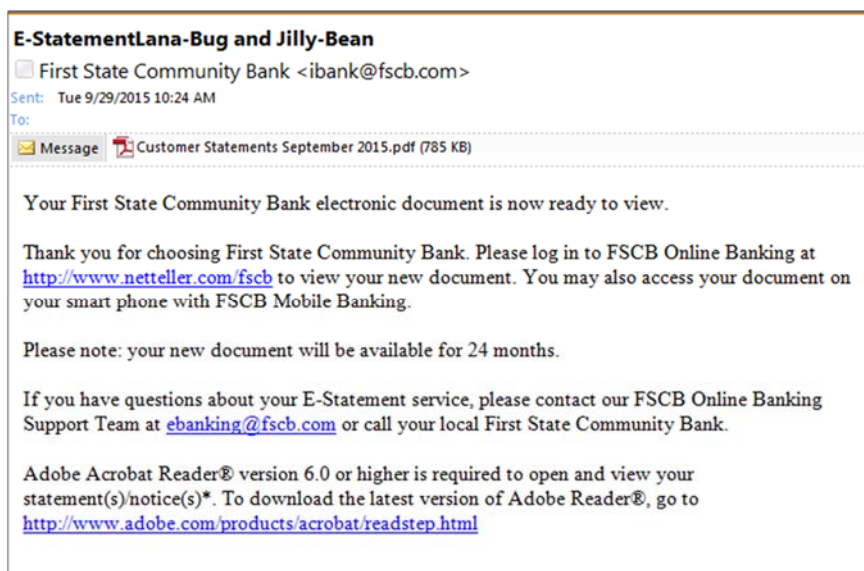 E-StatementLana-Bug and Jilly-Bean
First State Community Bank <ibank@fscb.com>
Sent: Tue 9/29/2015 10:24 AM
To:
Message Customer Statements September 2015.pdf (785 KB)
Your First State Community Bank electronic document is now ready to view.
Thank you for choosing First State Community Bank. Please log in to FSCB Online Banking at
http://www.netteller.com/fscb to view your new document. You may also access your document on
your smart phone with FSCB Mobile Banking.
Please note: your new document will be available for 24 months.
If you have questions about your E-Statement service, please contact our FSCB Online Banking
Support Team at ebanking@fscb.com or call your local First State Community Bank.
Adobe Acrobat Reader® version 6.0 or higher is required to open and view your
statement(s)/notice(s)*. To download the latest version of Adobe Reader®, go to
http://www.adobe.com/products/acrobat/readstep.html